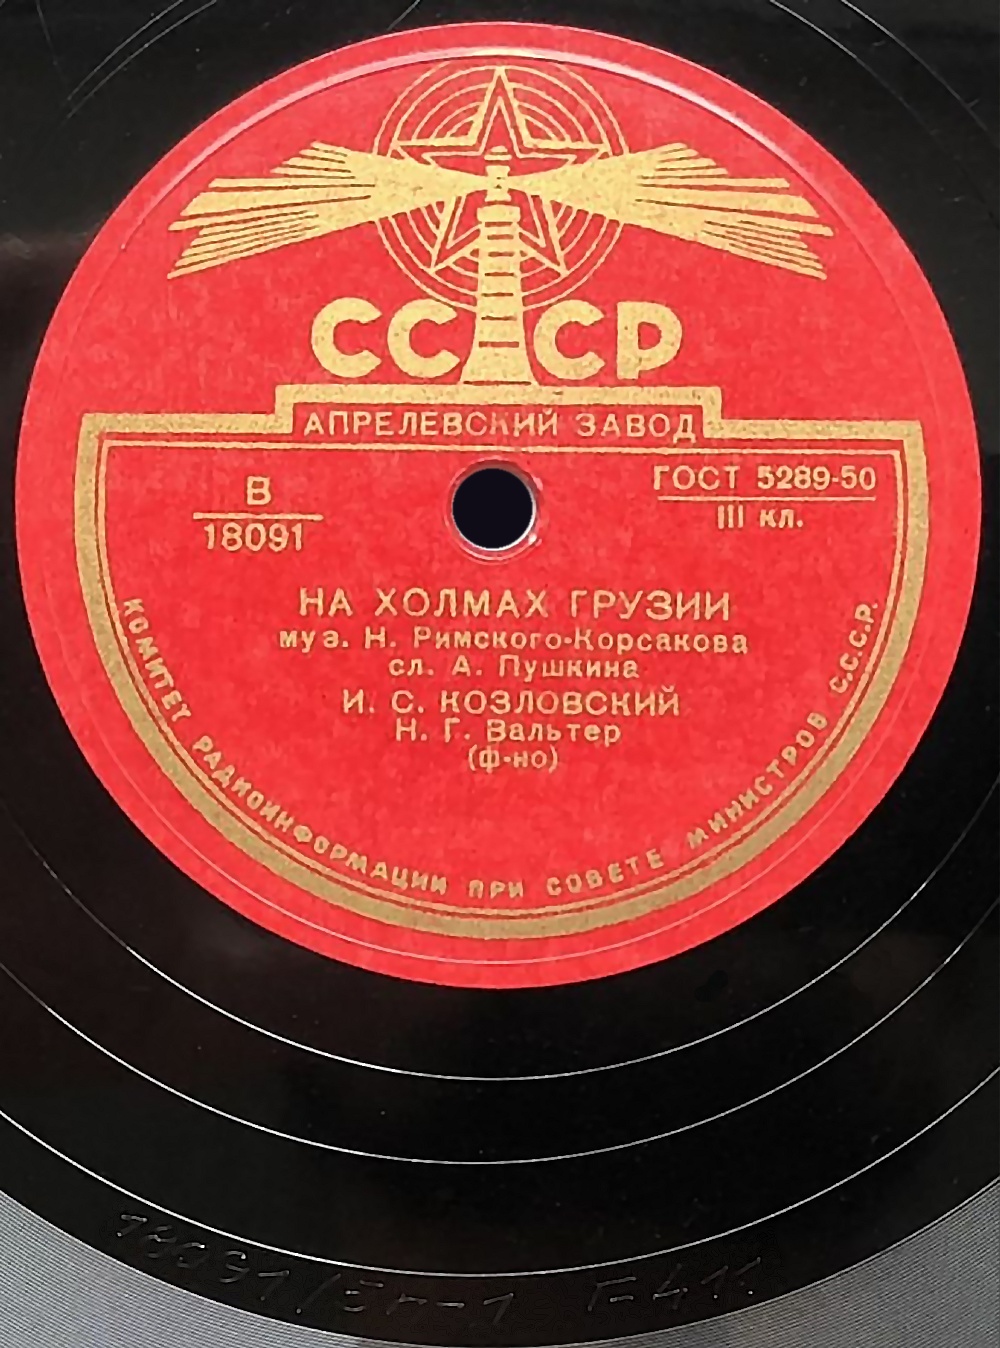 СССР
АПРЕЛЕВСКИЙ ЗАВОД
В
18091
ГОСТ 5289-50
III кл.
НА ХОЛМАХ ГРУЗИИ
муз. Н. Римского-Корсакова
сл. А. Пушкина
И. С. КОЗЛОВСКИЙ
Н. Г. Вальтер
(ф-но)
КОМИТЕТ РАДИОИНФОРМАЦИИ ПРИ СОВЕТЕ МИНИСТРОВ С.С.С.Р.